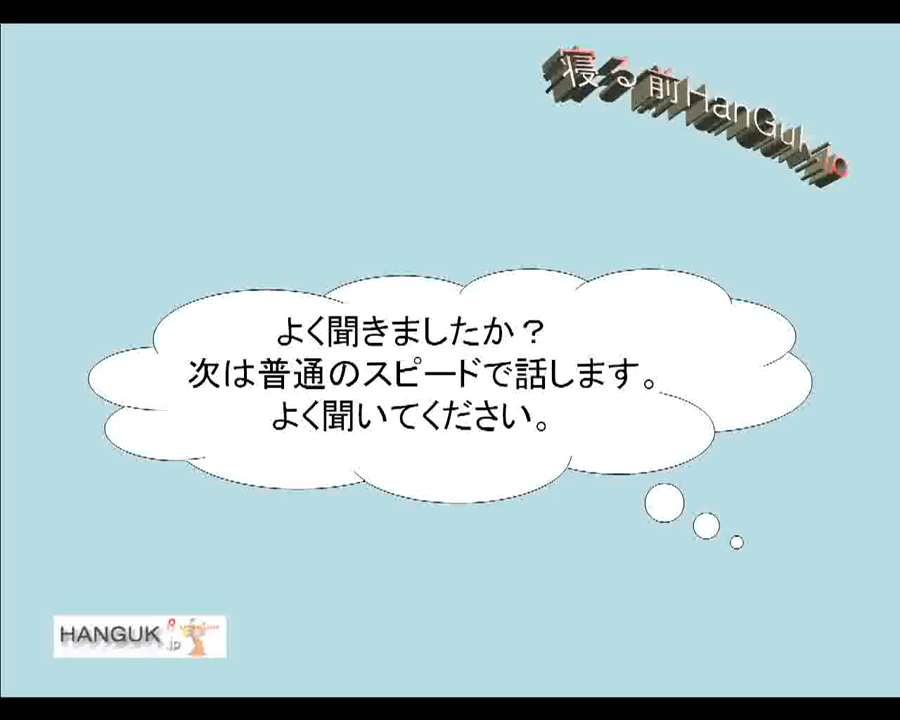 寝る前HanGuk.jp
よく聞きましたか？
次は普通のスピードで話します。
よく聞いてください。
HANGUK
.jp